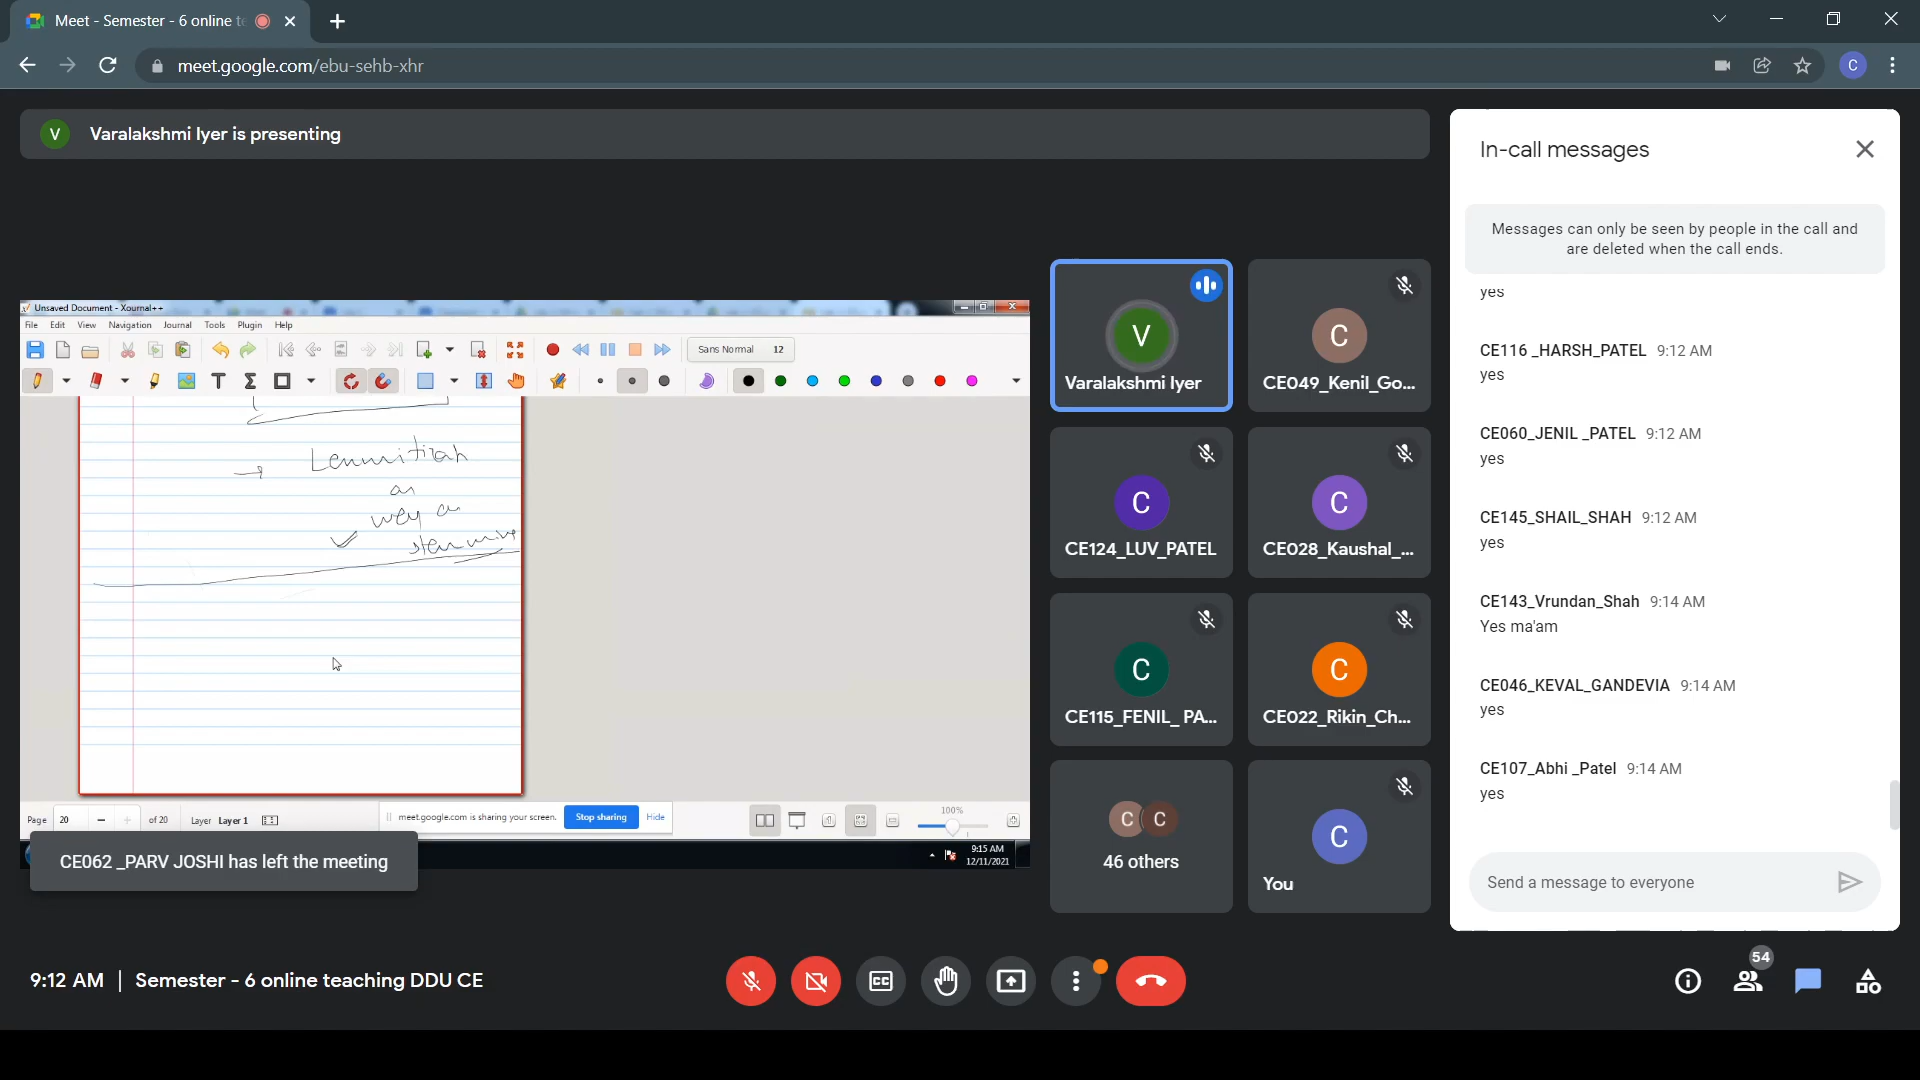 Meet - Semester - 6 online te
meet.google.com/ebu-sehb-xhr
C
V Varalakshmi Iyer is presenting
Unsaved Document - Xournal++
File Edit View Navigation Journal Tools Plugin Help
Sans Normal 12
Page 20 of 20 Layer Layer 1
meet.google.com is sharing your screen. Stop sharing Hide
100%
9:15 AM
12/11/2021
CE062 _PARV JOSHI has left the meeting
V
Varalakshmi Iyer
C
CE049_Kenil_Go...
C
CE124_LUV_PATEL
C
CE028_Kaushal_...
C
CE115_FENIL_ PA...
C
CE022_Rikin_Ch...
C C
46 others
C
You
In-call messages
Messages can only be seen by people in the call and
are deleted when the call ends.
yes
CE116 _HARSH_PATEL 9:12 AM
yes
CE060_JENIL _PATEL 9:12 AM
yes
CE145_SHAIL_SHAH 9:12 AM
yes
CE143_Vrundan_Shah 9:14 AM
Yes ma'am
CE046_KEVAL_GANDEVIA 9:14 AM
yes
CE107_Abhi _Patel 9:14 AM
yes
Send a message to everyone
9:12 AM | Semester - 6 online teaching DDU CE
54